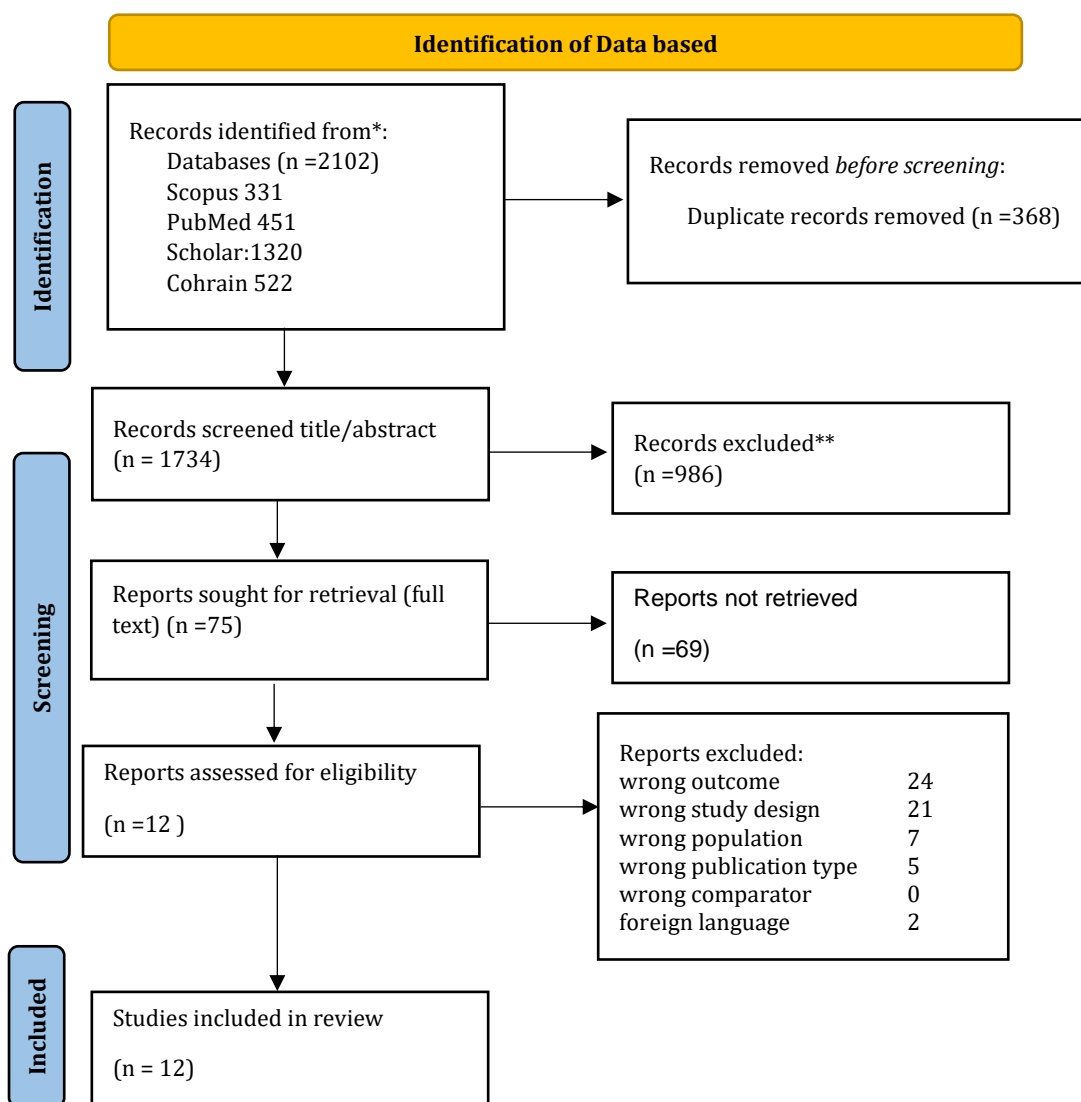 Identification of Data based
Identification
Records identified from*:
Databases (n =2102)
Scopus 331
PubMed 451
Scholar:1320
Cohrain 522
Records removed before screening:
Duplicate records removed (n =368)
Screening
Records screened title/abstract
(n = 1734)
Records excluded**
(n =986)
Reports sought for retrieval (full
text) (n =75)
Reports not retrieved
(n =69)
Reports assessed for eligibility
(n =12 )
Reports excluded:
wrong outcome 24
wrong study design 21
wrong population 7
wrong publication type 5
wrong comparator 0
foreign language 2
Included
Studies included in review
(n = 12)